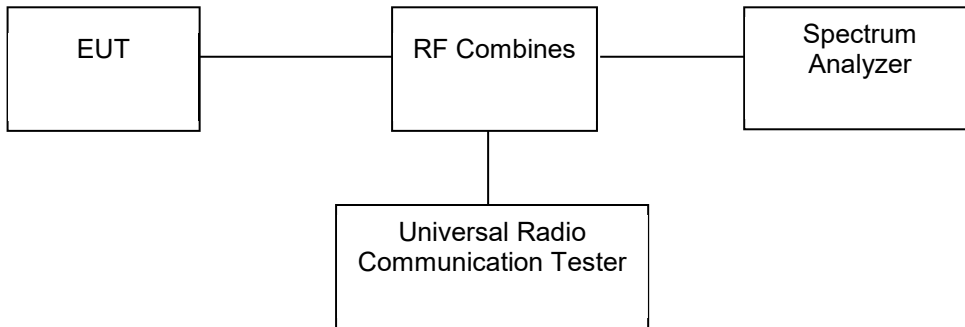 EUT
RF Combines
Spectrum
Analyzer
Universal Radio
Communication Tester